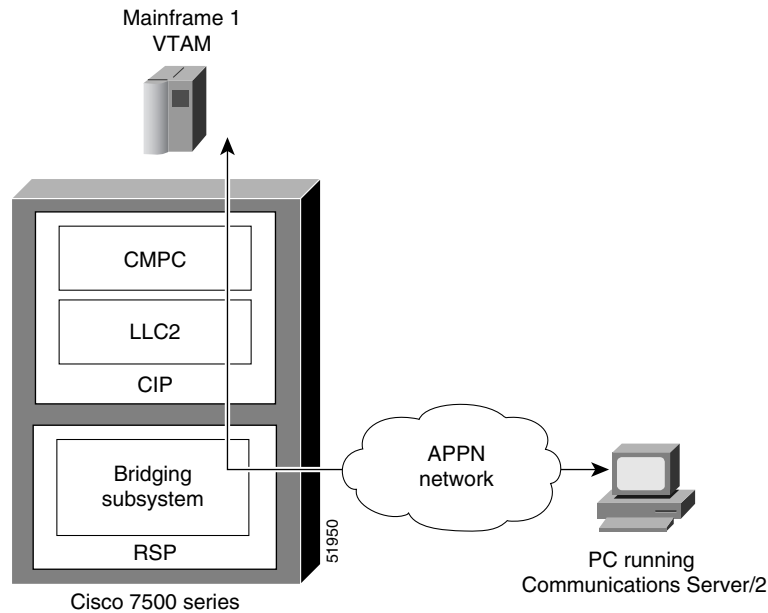 Mainframe 1
VTAM
CMPC
LLC2
CIP
Bridging
subsystem
RSP
51950
Cisco 7500 series
APPN
network
PC running
Communications Server/2